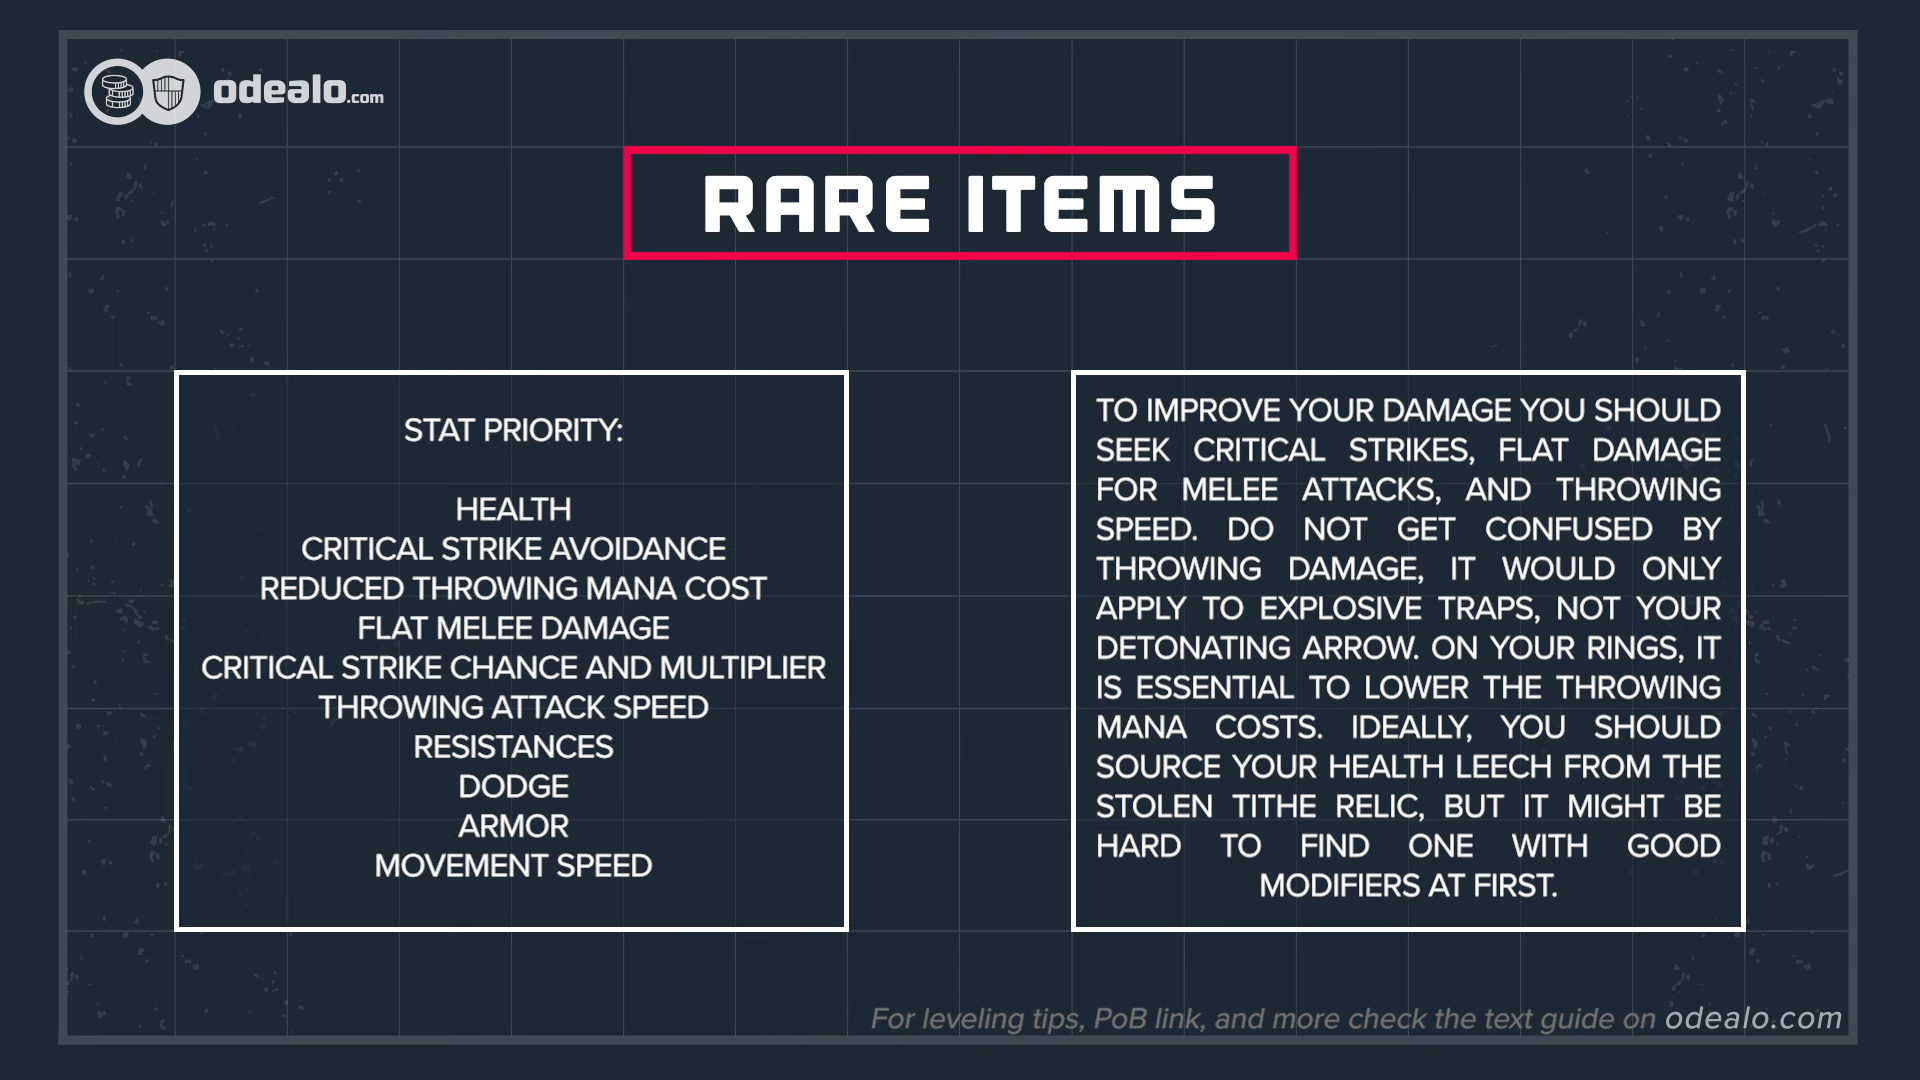 odealo.com
RARE ITEMS
STAT PRIORITY:
HEALTH
CRITICAL STRIKE AVOIDANCE
REDUCED THROWING MANA COST
FLAT MELEE DAMAGE
CRITICAL STRIKE CHANCE AND MULTIPLIER
THROWING ATTACK SPEED
RESISTANCES
DODGE
ARMOR
MOVEMENT SPEED
TO IMPROVE YOUR DAMAGE YOU SHOULD
SEEK CRITICAL STRIKES, FLAT DAMAGE
FOR MELEE ATTACKS, AND THROWING
SPEED. DO NOT GET CONFUSED BY
THROWING DAMAGE, IT WOULD ONLY
APPLY TO EXPLOSIVE TRAPS, NOT YOUR
DETONATING ARROW. ON YOUR RINGS, IT
IS ESSENTIAL TO LOWER THE THROWING
MANA COSTS. IDEALLY, YOU SHOULD
SOURCE YOUR HEALTH LEECH FROM THE
STOLEN TITHE RELIC, BUT IT MIGHT BE
HARD TO FIND ONE WITH GOOD
MODIFIERS AT FIRST.
For leveling tips, PoB link, and more check the text guide on odealo.com